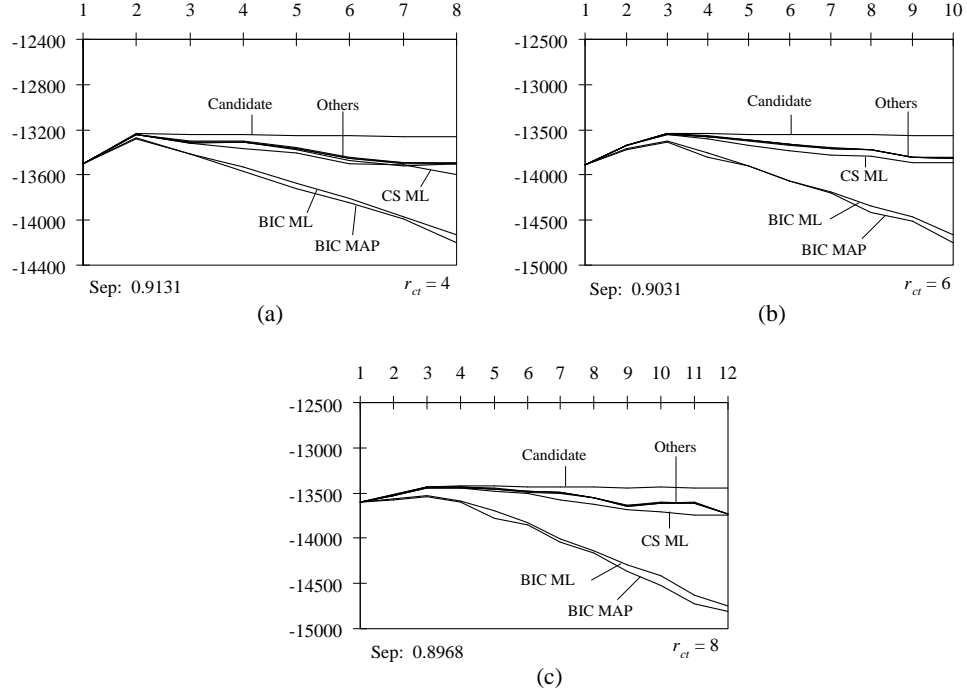 1 2 3 4 5 6 7 8
-12400
-12800
-13200
-13600
-14000
-14400
Candidate
Others
CS ML
BIC ML
BIC MAP
Sep: 0.9131
r_ct = 4
(a)
1 2 3 4 5 6 7 8 9 10
-12500
-13000
-13500
-14000
-14500
-15000
Candidate
Others
CS ML
BIC ML
BIC MAP
Sep: 0.9031
r_ct = 6
(b)
1 2 3 4 5 6 7 8 9 10 11 12
-12500
-13000
-13500
-14000
-14500
-15000
Candidate
Others
CS ML
BIC ML
BIC MAP
Sep: 0.8968
r_ct = 8
(c)